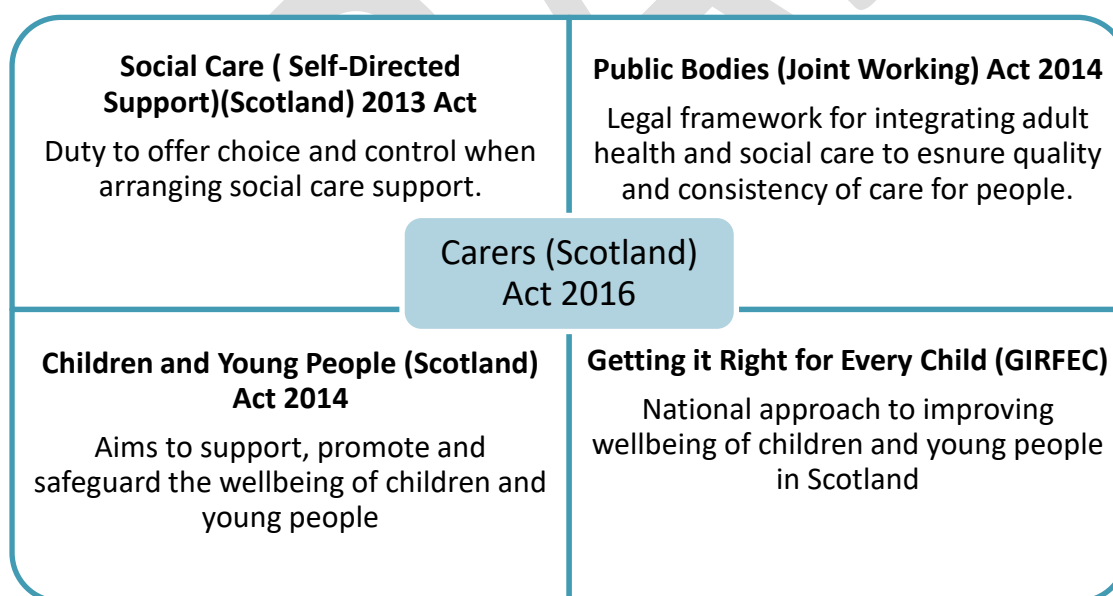 Social Care ( Self-Directed
Support)(Scotland) 2013 Act
Duty to offer choice and control when
arranging social care support.
Public Bodies (Joint Working) Act 2014
Legal framework for integrating adult
health and social care to esnure quality
and consistency of care for people.
Carers (Scotland)
Act 2016
Children and Young People (Scotland)
Act 2014
Aims to support, promote and
safeguard the wellbeing of children and
young people
Getting it Right for Every Child (GIRFEC)
National approach to improving
wellbeing of children and young people
in Scotland